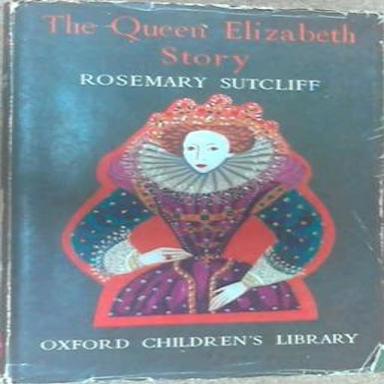 The Queen Elizabeth
Story
ROSEMARY SUTCLIFF
OXFORD CHILDREN'S LIBRARY